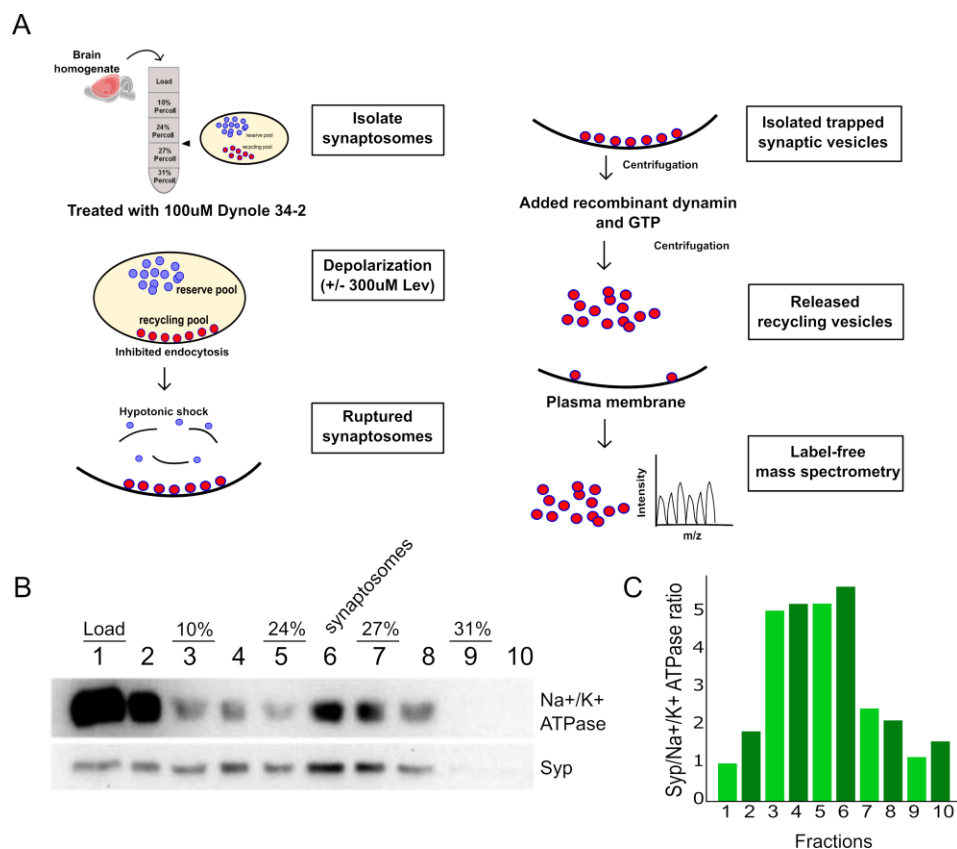 A
Brain
homogenate
Load
10%
Percoll
24%
Percoll
27%
Percoll
31%
Percoll
reserve pool
recycling pool
Isolate
synaptosomes
Treated with 100uM Dynole 34-2
reserve pool
recycling pool
Inhibited endocytosis
Depolarization
(+/- 300uM Lev)
Hypotonic shock
Ruptured
synaptosomes
Isolated trapped
synaptic vesicles
Centrifugation
Added recombinant dynamin
and GTP
Centrifugation
Released
recycling vesicles
Plasma membrane
Label-free
mass spectrometry
Intensity
m/z
B
Load 10% 24% synaptosomes 27% 31%
1 2 3 4 5 6 7 8 9 10
Na+/K+
ATPase
Syp
C
Syp/Na+/K+ ATPase ratio
5
4
3
2
1
0
1 2 3 4 5 6 7 8 9 10
Fractions